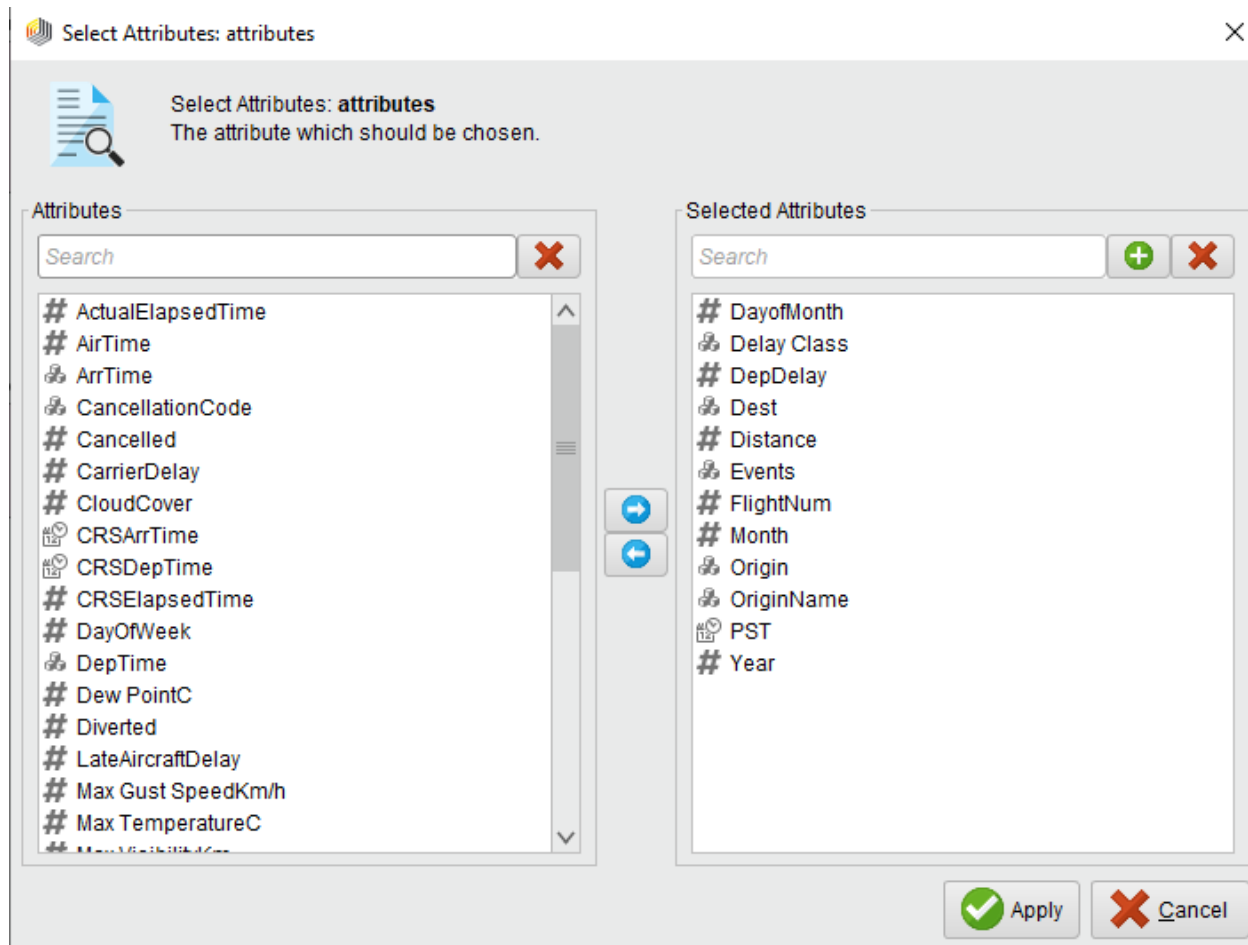 Select Attributes: attributes
Select Attributes: attributes
The attribute which should be chosen.
Attributes
Search
ActualElapsedTime
AirTime
ArrTime
CancellationCode
Cancelled
CarrierDelay
CloudCover
CRSArrTime
CRSDepTime
CRSElapsedTime
DayOfWeek
DepTime
Dew PointC
Diverted
LateAircraftDelay
Max Gust SpeedKm/h
Max TemperatureC
Selected Attributes
Search
DayofMonth
Delay Class
DepDelay
Dest
Distance
Events
FlightNum
Month
Origin
OriginName
PST
Year
Apply
Cancel